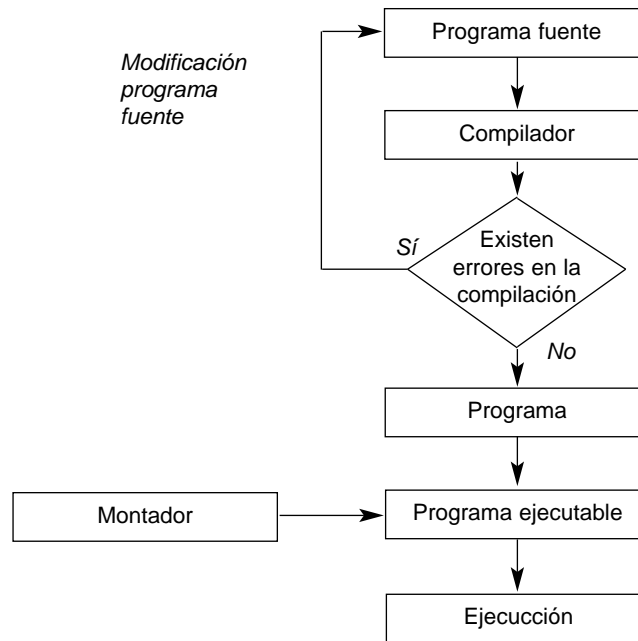 Programa fuente
Modificación
programa
fuente
Compilador
Sí
Existen
errores en la
compilación
No
Programa
Montador
Programa ejecutable
Ejecucción